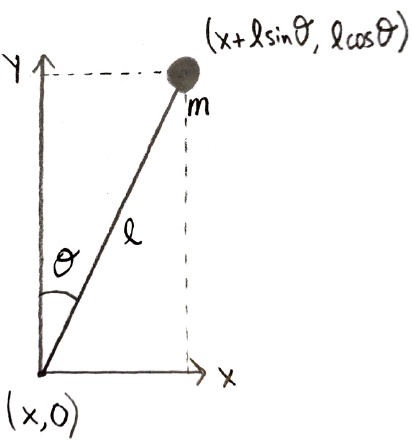 (x+lsinθ, lcosθ)
Y
m
l
θ
x
(x,0)